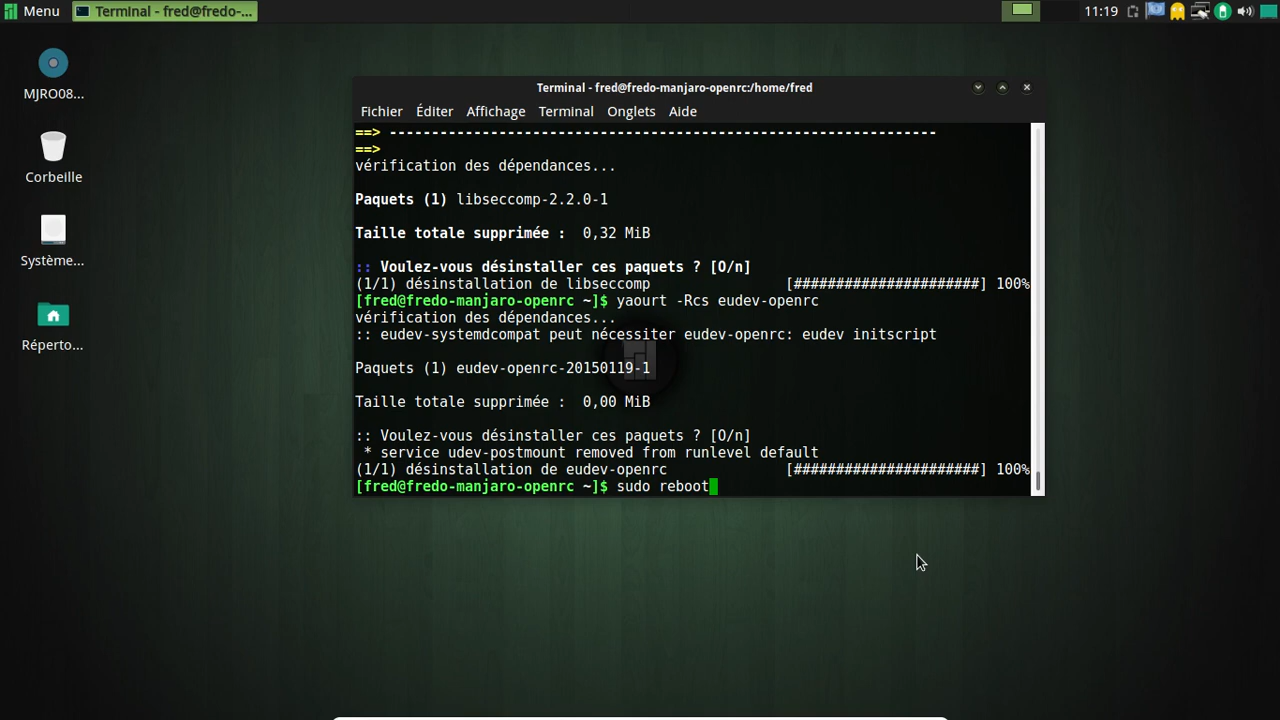 Menu
Terminal - fred@fredo-...
11:19
MJRO08...
Corbeille
Système...
Réperto...
Terminal - fred@fredo-manjaro-openrc:/home/fred
Fichier Éditer Affichage Terminal Onglets Aide
==> -----------------------------------------------------------------
==>
vérification des dépendances...
Paquets (1) libseccomp-2.2.0-1
Taille totale supprimée :  0,32 MiB
:: Voulez-vous désinstaller ces paquets ? [O/n]
(1/1) désinstallation de libseccomp [######################] 100%
[fred@fredo-manjaro-openrc ~]$ yaourt -Rcs eudev-openrc
vérification des dépendances...
:: eudev-systemdcompat peut nécessiter eudev-openrc: eudev initscript
Paquets (1) eudev-openrc-20150119-1
Taille totale supprimée :  0,00 MiB
:: Voulez-vous désinstaller ces paquets ? [O/n]
* service udev-postmount removed from runlevel default
(1/1) désinstallation de eudev-openrc [######################] 100%
[fred@fredo-manjaro-openrc ~]$ sudo reboot